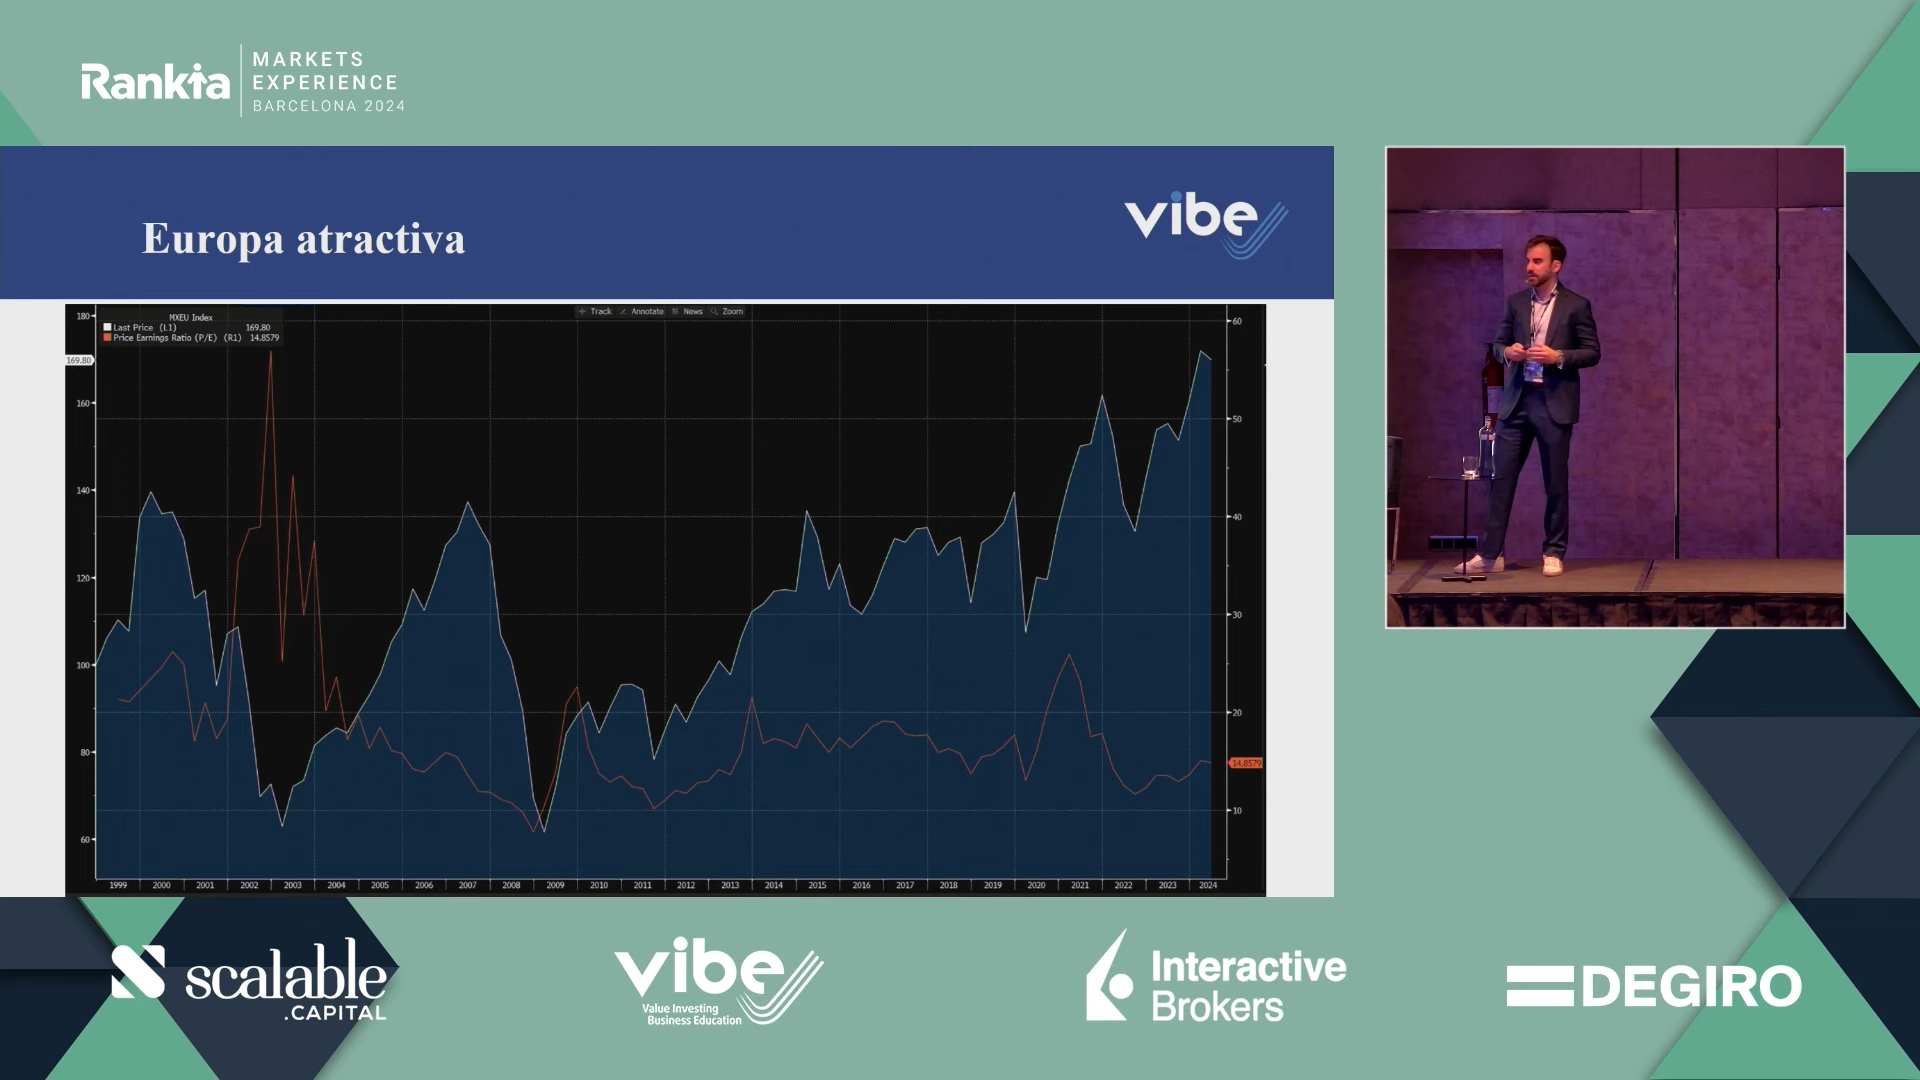 Rankia
MARKETS
EXPERIENCE
BARCELONA 2024
Europa atractiva
vibe
MXEU Index
Last Price (L1) 169.80
Price Earnings Ratio (P/E) (R1) 14.8579
Track Annotate News Zoom
180
169.80
160
140
120
100
80
60
60
50
40
30
20
14.8579
10
1999 2000 2001 2002 2003 2004 2005 2006 2007 2008 2009 2010 2011 2012 2013 2014 2015 2016 2017 2018 2019 2020 2021 2022 2023 2024
scalable
.CAPITAL
vibe
Value Investing
Business Education
Interactive
Brokers
DEGIRO